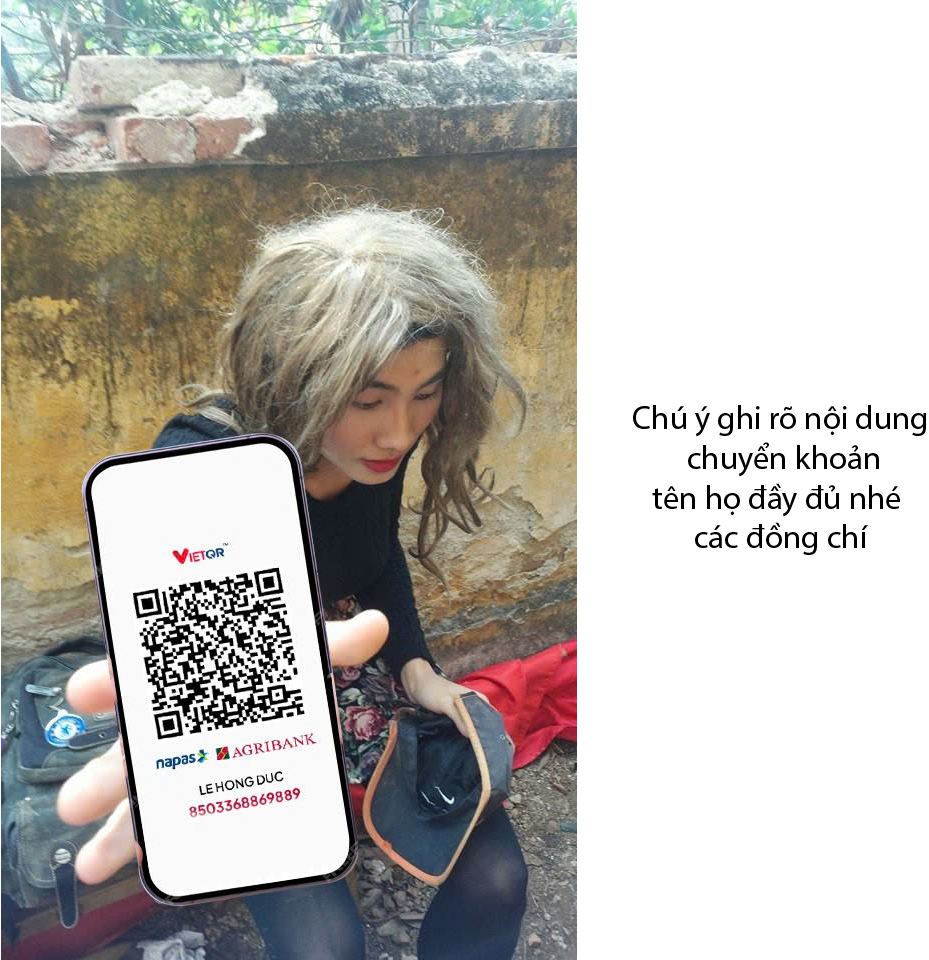 VIETQR™
napas AGRIBANK
LE HONG DUC
8503368869889
Chú ý ghi rõ nội dung
chuyển khoản
tên họ đầy đủ nhé
các đồng chí